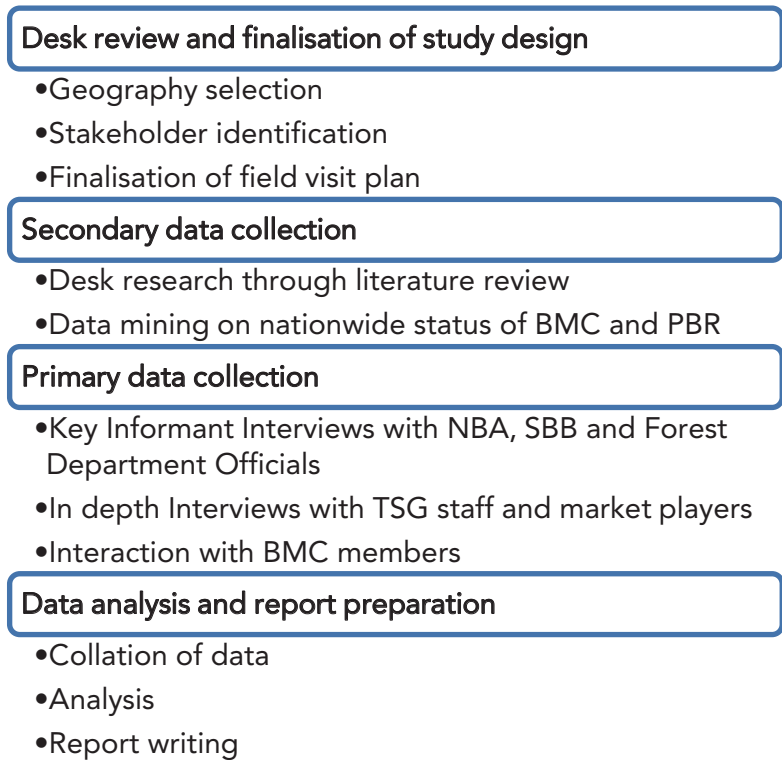 Desk review and finalisation of study design
•Geography selection
•Stakeholder identification
•Finalisation of field visit plan
Secondary data collection
•Desk research through literature review
•Data mining on nationwide status of BMC and PBR
Primary data collection
•Key Informant Interviews with NBA, SBB and Forest
Department Officials
•In depth Interviews with TSG staff and market players
•Interaction with BMC members
Data analysis and report preparation
•Collation of data
•Analysis
•Report writing